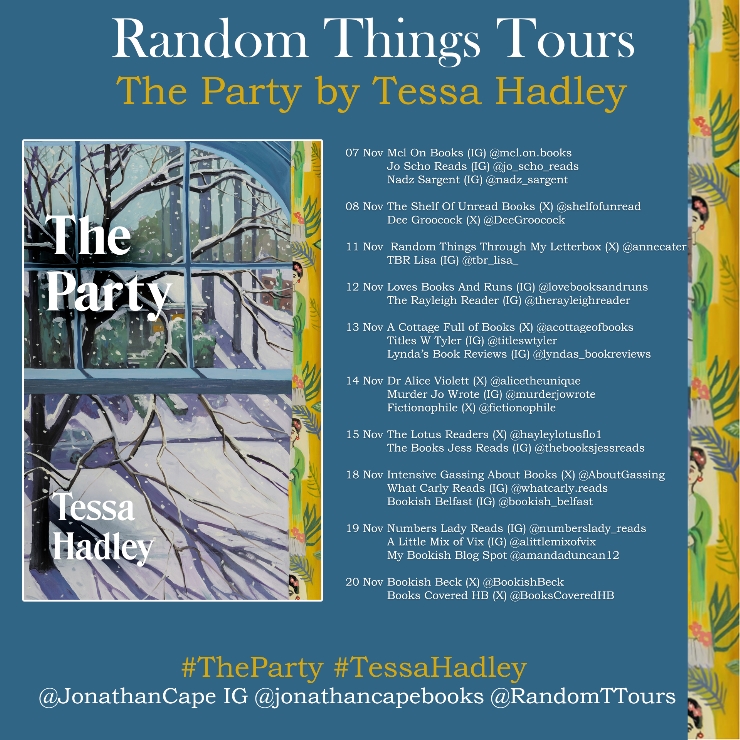 Random Things Tours
The Party by Tessa Hadley
The
Party
Tessa
Hadley
07 Nov Mel On Books (IG) @mel.on.books
Jo Scho Reads (IG) @jo_scho_reads
Nadz Sargent (IG) @nadz_sargent
08 Nov The Shelf Of Unread Books (X) @shelfofunread
Dee Groocock (X) @DeeGroocock
11 Nov Random Things Through My Letterbox (X) @annecater
TBR Lisa (IG) @tbr_lisa_
12 Nov Loves Books And Runs (IG) @lovebooksandruns
The Rayleigh Reader (IG) @therayleighreader
13 Nov A Cottage Full of Books (X) @acottageofbooks
Titles W Tyler (IG) @titleswtyler
Lynda's Book Reviews (IG) @lyndas_bookreviews
14 Nov Dr Alice Violett (X) @alicetheunique
Murder Jo Wrote (IG) @murderjowrote
Fictionophile (X) @fictionophile
15 Nov The Lotus Readers (X) @hayleylotusflo1
The Books Jess Reads (IG) @thebooksjessreads
18 Nov Intensive Gassing About Books (X) @AboutGassing
What Carly Reads (IG) @whatcarly.reads
Bookish Belfast (IG) @bookish_belfast
19 Nov Numbers Lady Reads (IG) @numberslady_reads
A Little Mix of Vix (IG) @alittlemixofvix
My Bookish Blog Spot @amandaduncan12
20 Nov Bookish Beck (X) @BookishBeck
Books Covered HB (X) @BooksCoveredHB
#TheParty #TessaHadley
@JonathanCape IG @jonathancapebooks @RandomTTours